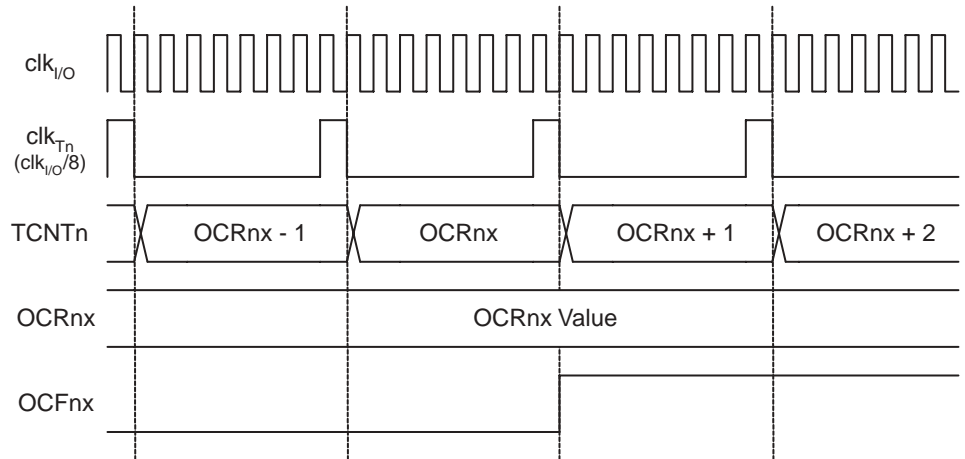 clkI/O
clkTn
(clkI/O/8)
TCNTn
OCRnx - 1
OCRnx
OCRnx + 1
OCRnx + 2
OCRnx
OCRnx Value
OCFnx